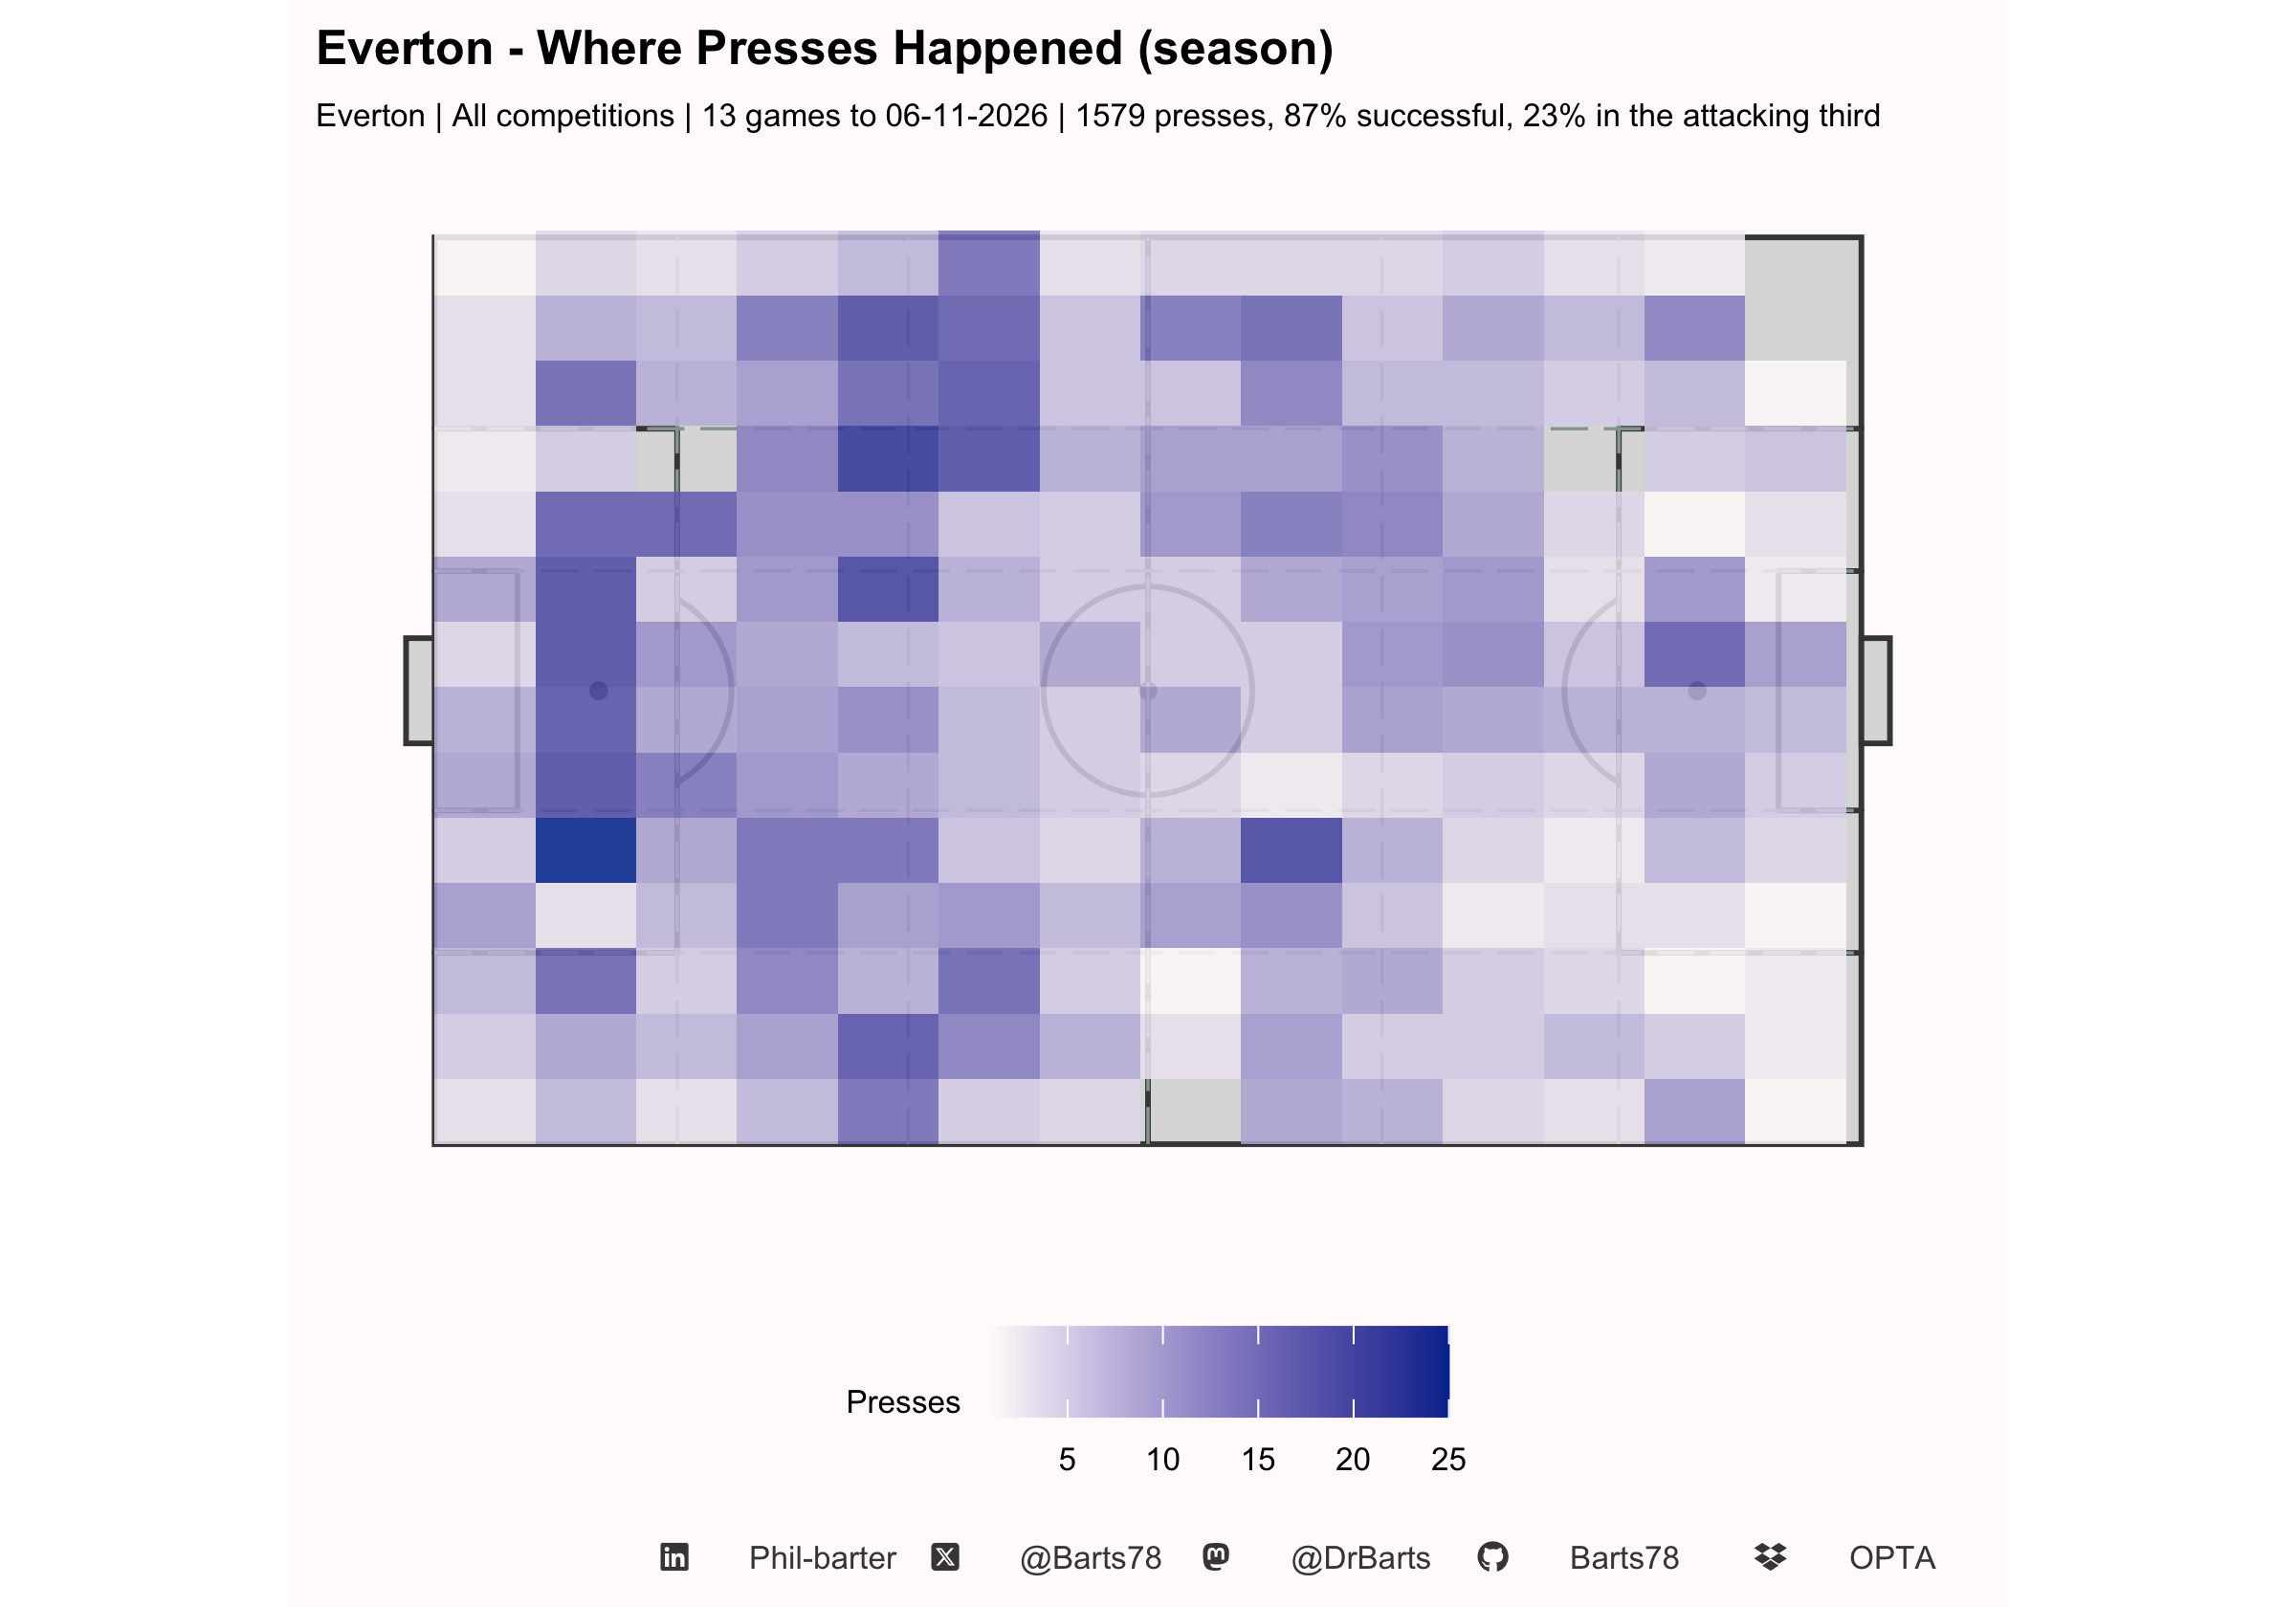 Everton - Where Presses Happened (season)
Everton | All competitions | 13 games to 06-11-2026 | 1579 presses, 87% successful, 23% in the attacking third
Presses
5 10 15 20 25
Phil-barter @Barts78 @DrBarts Barts78 OPTA